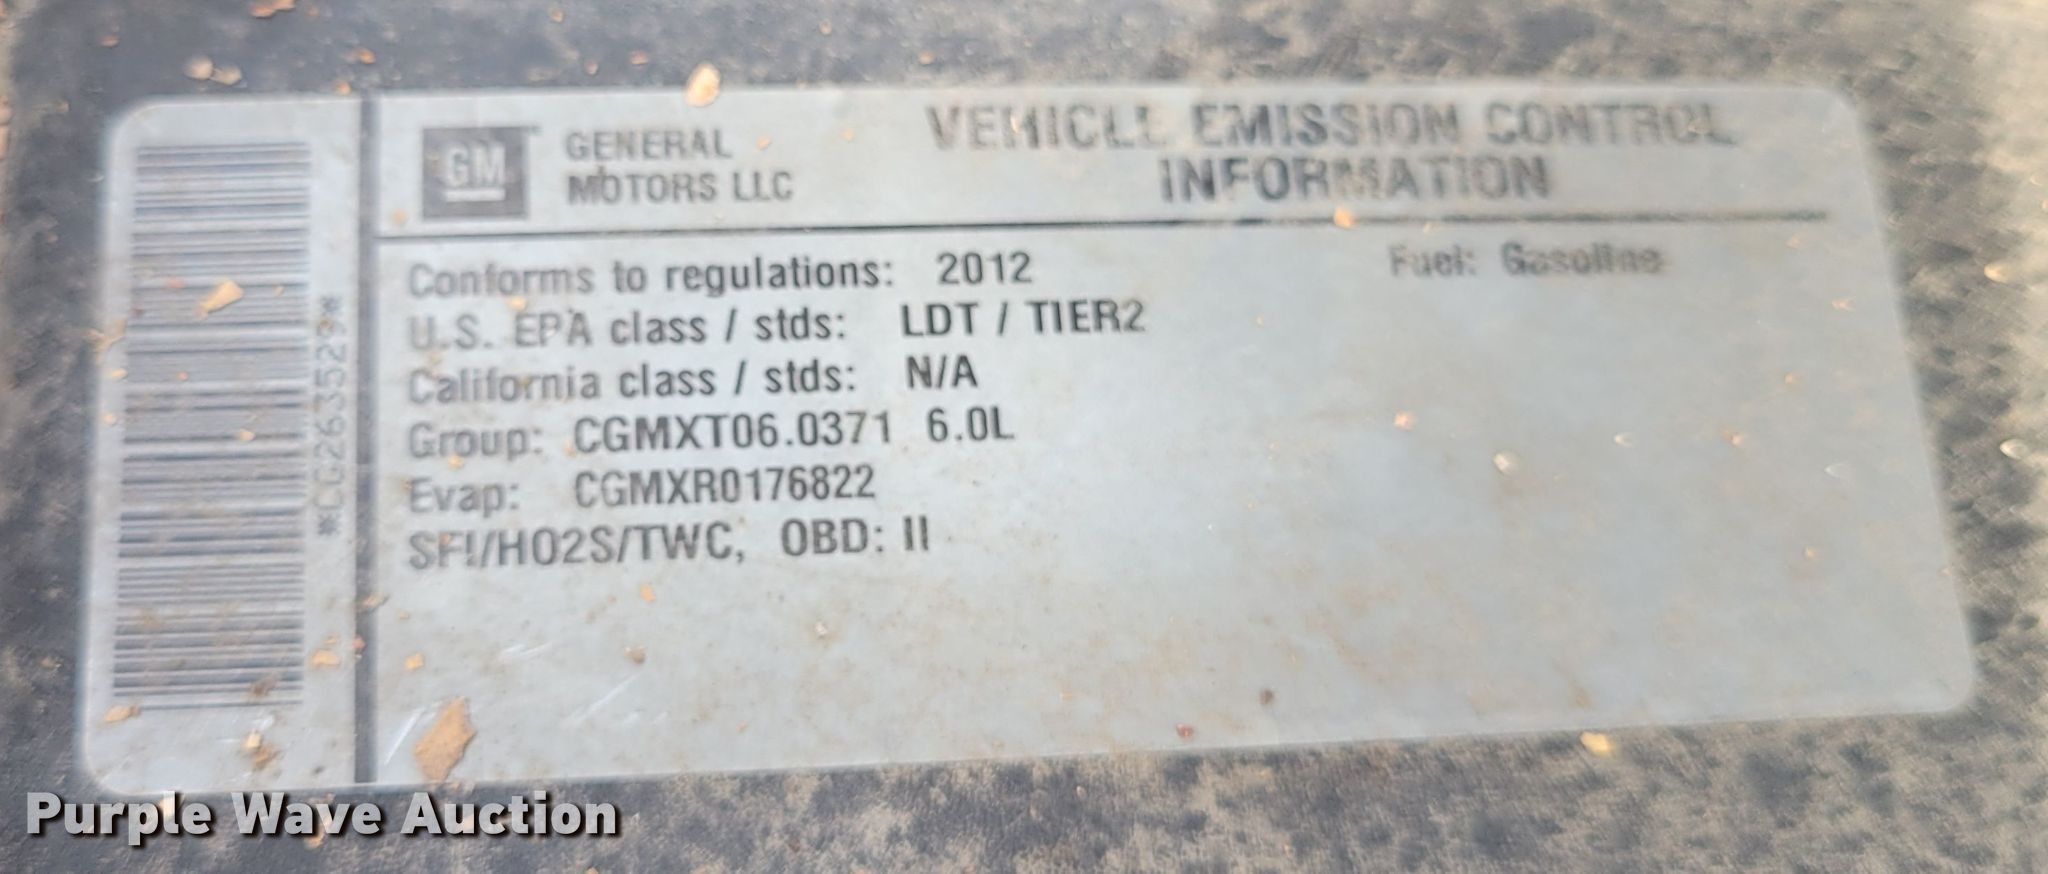 GM
GENERAL
MOTORS LLC
VEHICLE EMISSION CONTROL
INFORMATION
Conforms to regulations: 2012
Fuel: Gasoline
U.S. EPA class / stds: LDT / TIER2
California class / stds: N/A
Group: CGMXT06.0371 6.0L
Evap: CGMXR0176822
SFI/HO2S/TWC, OBD: II
*CG263529*
Purple Wave Auction